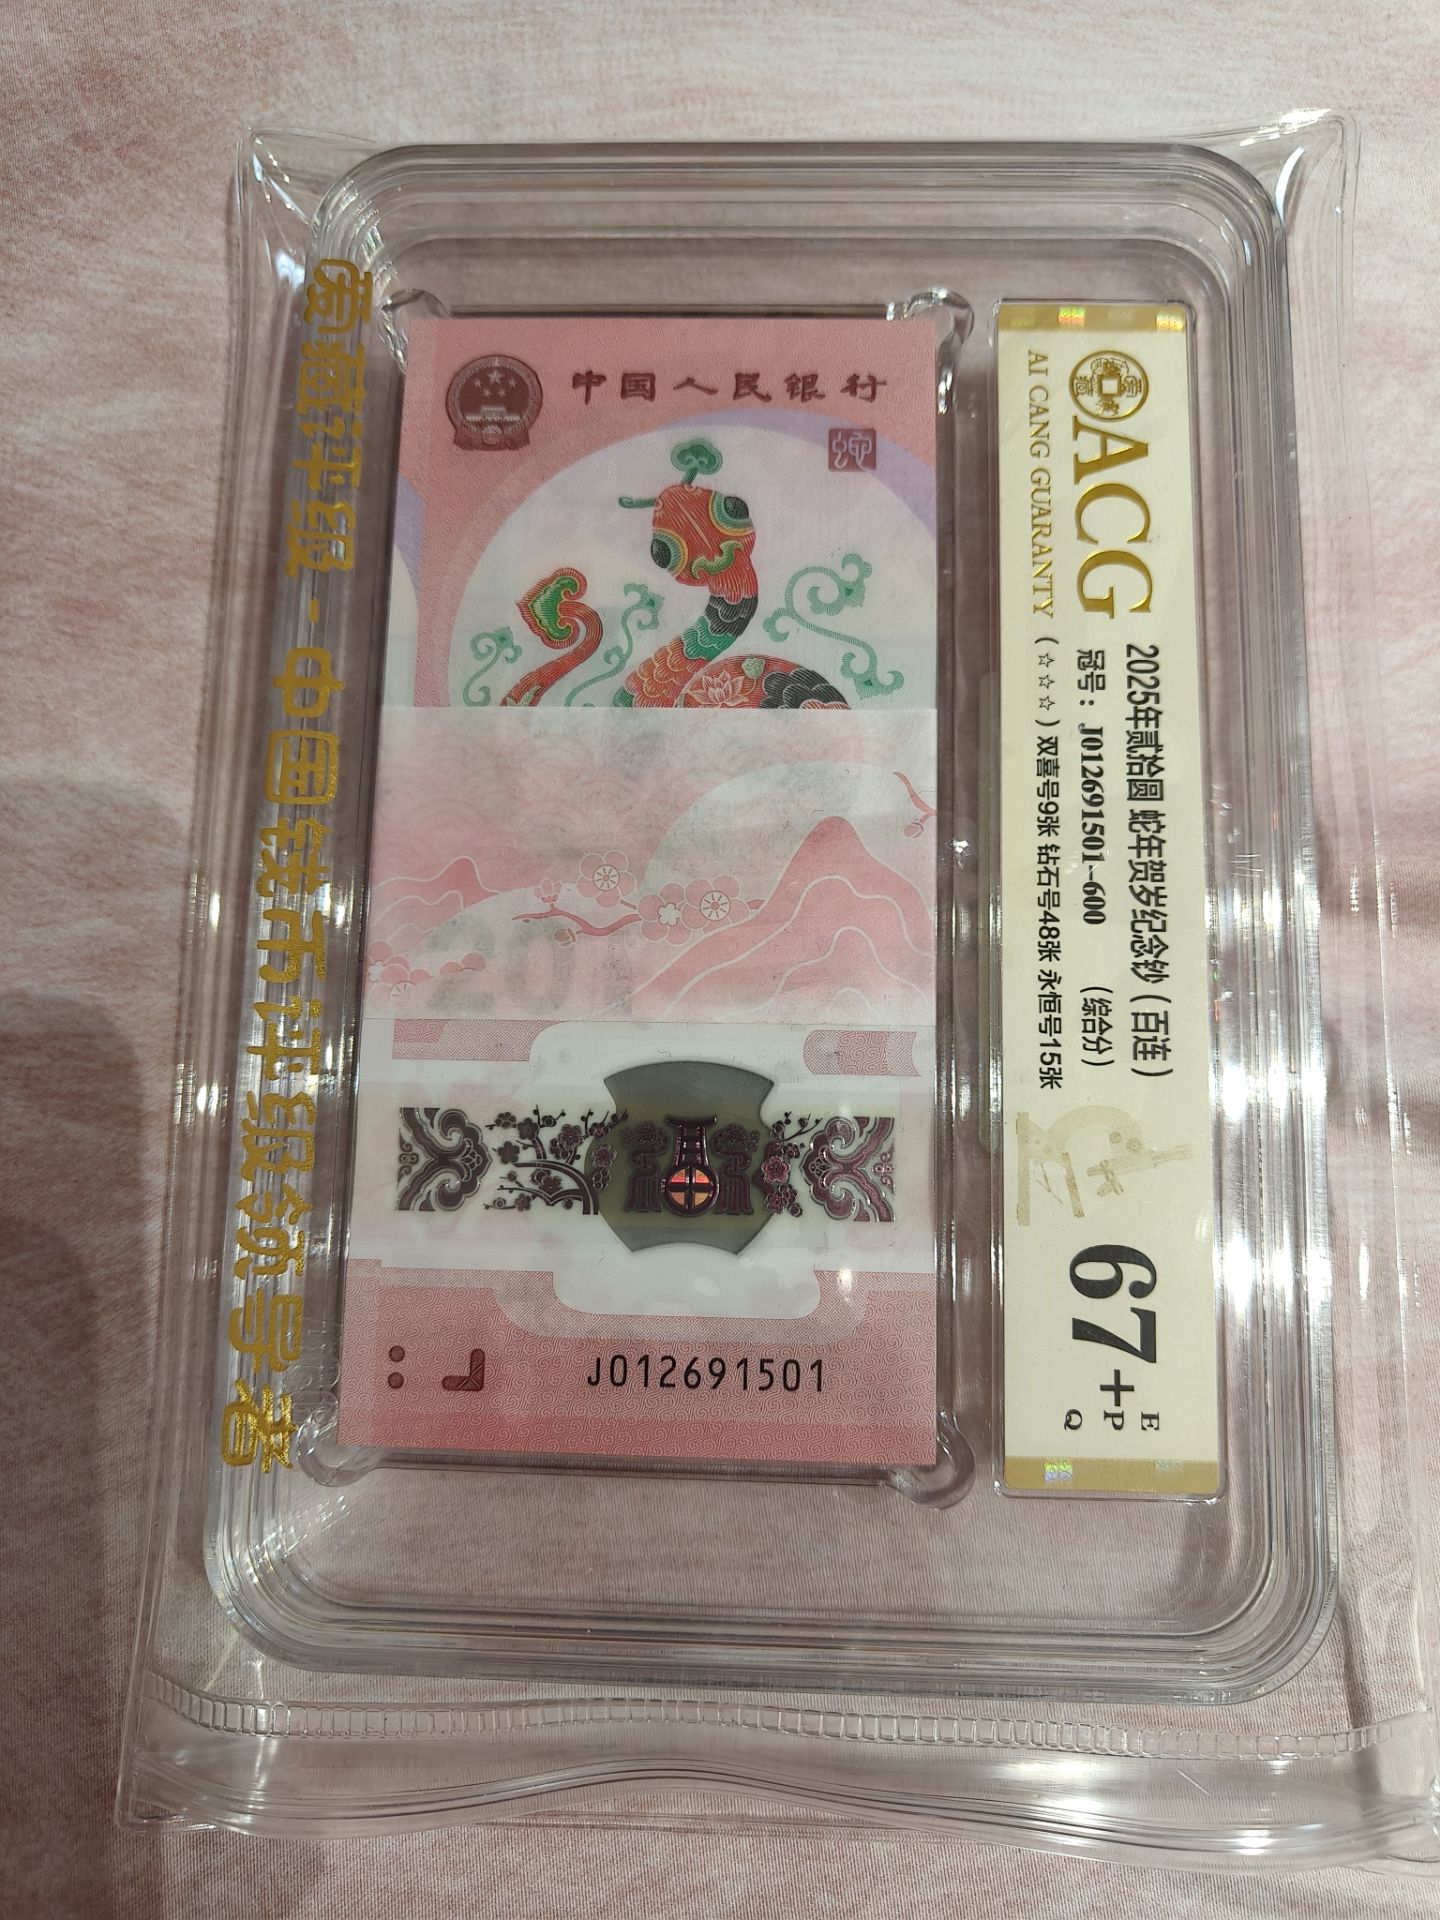 爱藏评级-中国钱币评级领导者
中国人民银行
蛇
J012691501
ACG
AI CANG GUARANTY
2025年贰拾圆 蛇年贺岁纪念钞（百连）
冠号：J012691501-600 （综合分）
（☆☆☆）双喜号9张 钻石号48张 永恒号15张
67+
E
P
Q